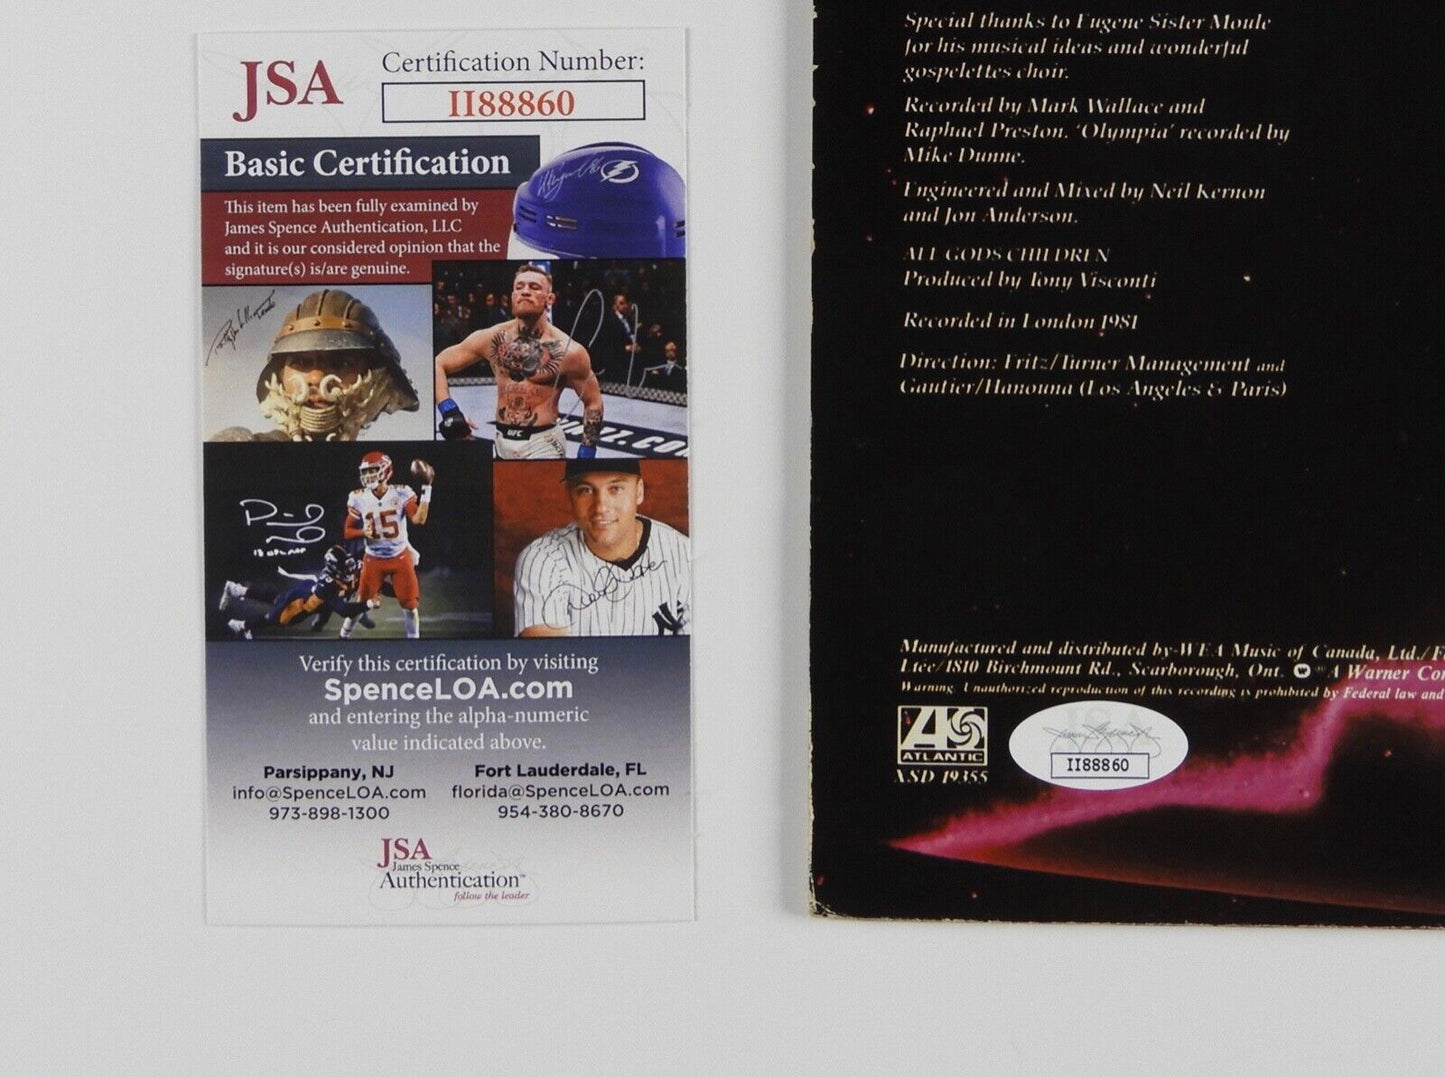 JSA
Certification Number:
II88860
Basic Certification
This item has been fully examined by
James Spence Authentication, LLC
and it is our considered opinion that the
signature(s) is/are genuine.
UFC
15
Verify this certification by visiting
SpenceLOA.com
and entering the alpha-numeric
value indicated above.
Parsippany, NJ
info@SpenceLOA.com
973-898-1300
Fort Lauderdale, FL
florida@SpenceLOA.com
954-380-8670
JSA
James Spence
Authentication™
follow the leader
Special thanks to Eugene Sister Moule
for his musical ideas and wonderful
gospelettes choir.
Recorded by Mark Wallace and
Raphael Preston. 'Olympia' recorded by
Mike Dunne.
Engineered and Mixed by Neil Kernon
and Jon Anderson.
ALL GODS CHILDREN
Produced by Tony Visconti
Recorded in London 1981
Direction: Fritz/Turner Management and
Gautier/Hanouna (Los Angeles & Paris)
Manufactured and distributed by WEA Music of Canada, Ltd./
Ltee/1810 Birchmount Rd., Scarborough, Ont. A Warner
Warning. Unauthorized reproduction of this recording is prohibited by Federal law and
ATLANTIC
XSD 19355
JSA
II88860